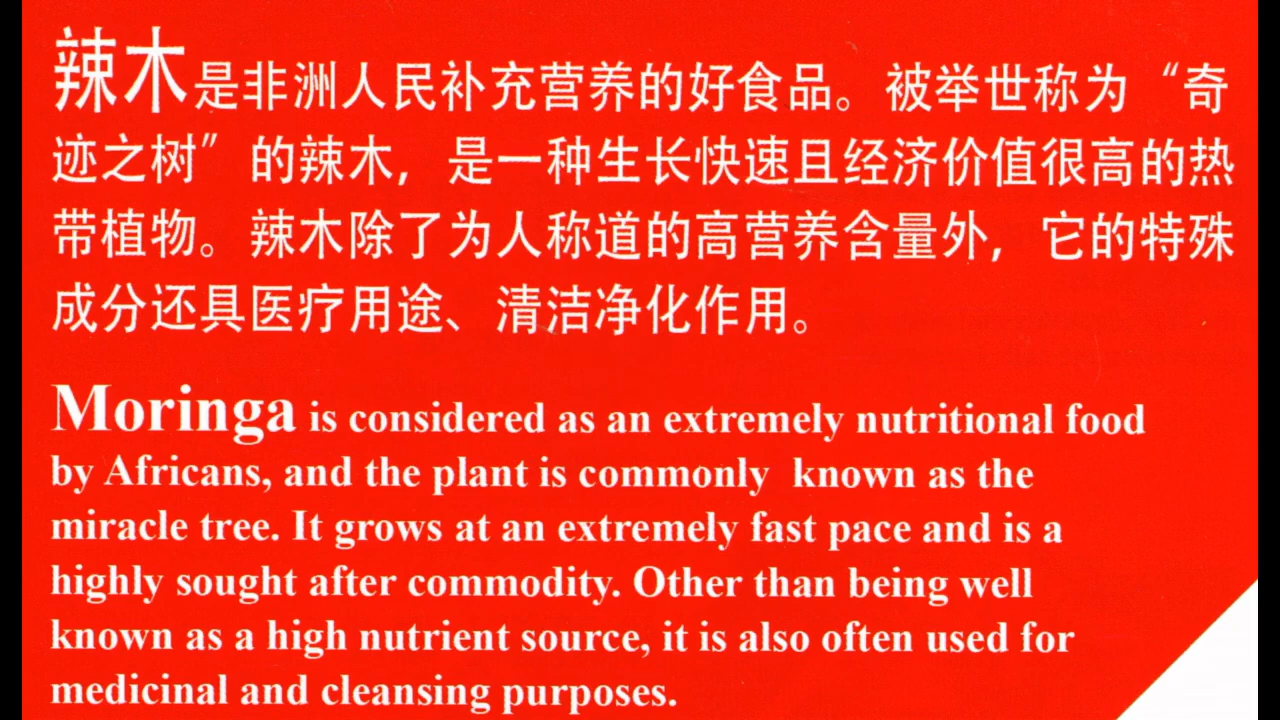 辣木是非洲人民补充营养的好食品。被举世称为“奇
迹之树”的辣木，是一种生长快速且经济价值很高的热
带植物。辣木除了为人称道的高营养含量外，它的特殊
成分还具医疗用途、清洁净化作用。
Moringa is considered as an extremely nutritional food
by Africans, and the plant is commonly known as the
miracle tree. It grows at an extremely fast pace and is a
highly sought after commodity. Other than being well
known as a high nutrient source, it is also often used for
medicinal and cleansing purposes.